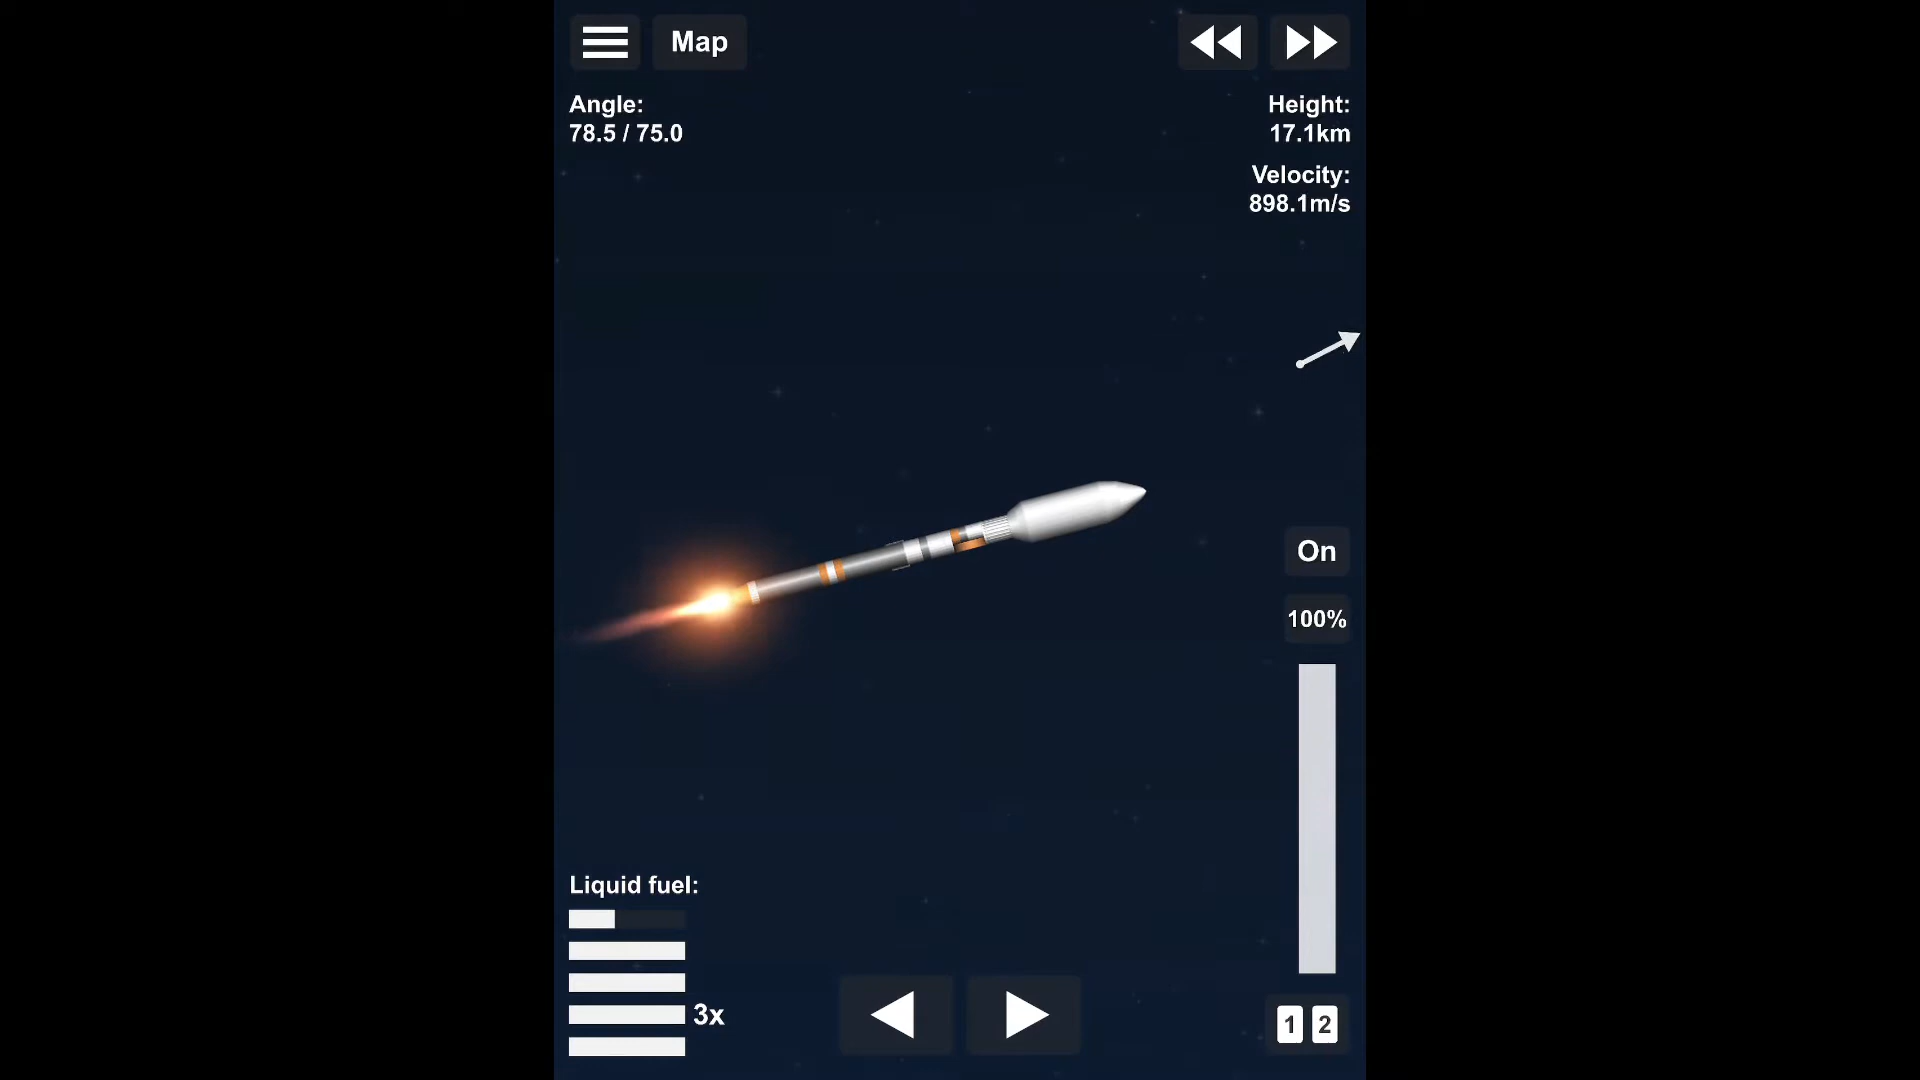 Map
Angle:
78.5 / 75.0
Height:
17.1km
Velocity:
898.1m/s
On
100%
Liquid fuel:
3x
1 2